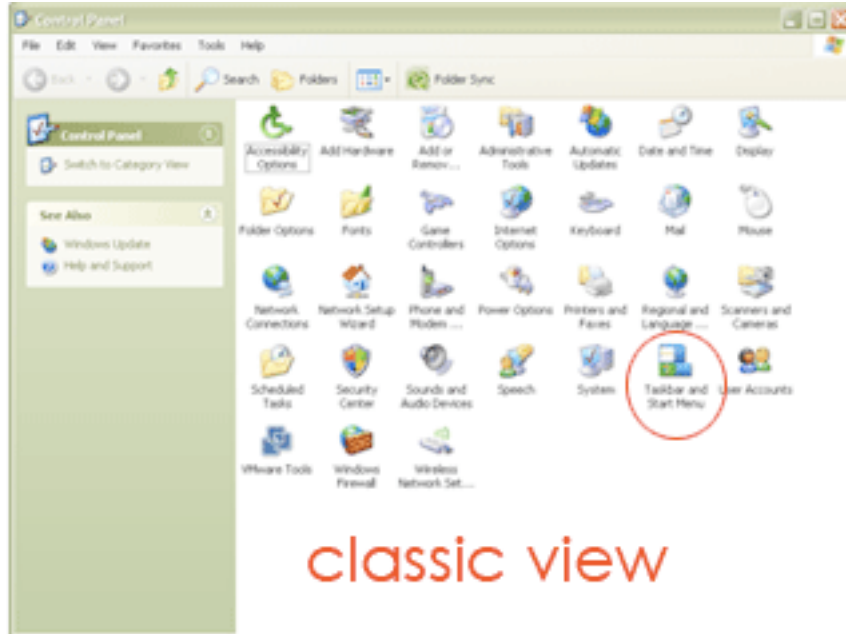 Control Panel
File Edit View Favorites Tools Help
Back Search Folders Folder Sync
Control Panel
Switch to Category View
See Also
Windows Update
Help and Support
Accessibility Options
Add Hardware
Add or Remov...
Administrative Tools
Automatic Updates
Date and Time
Display
Folder Options
Fonts
Game Controllers
Internet Options
Keyboard
Mail
Mouse
Network Connections
Network Setup Wizard
Phone and Modem ...
Power Options
Printers and Faxes
Regional and Language ...
Scanners and Cameras
Scheduled Tasks
Security Center
Sounds and Audio Devices
Speech
System
Taskbar and Start Menu
User Accounts
VMware Tools
Windows Firewall
Wireless Network Set...
classic view